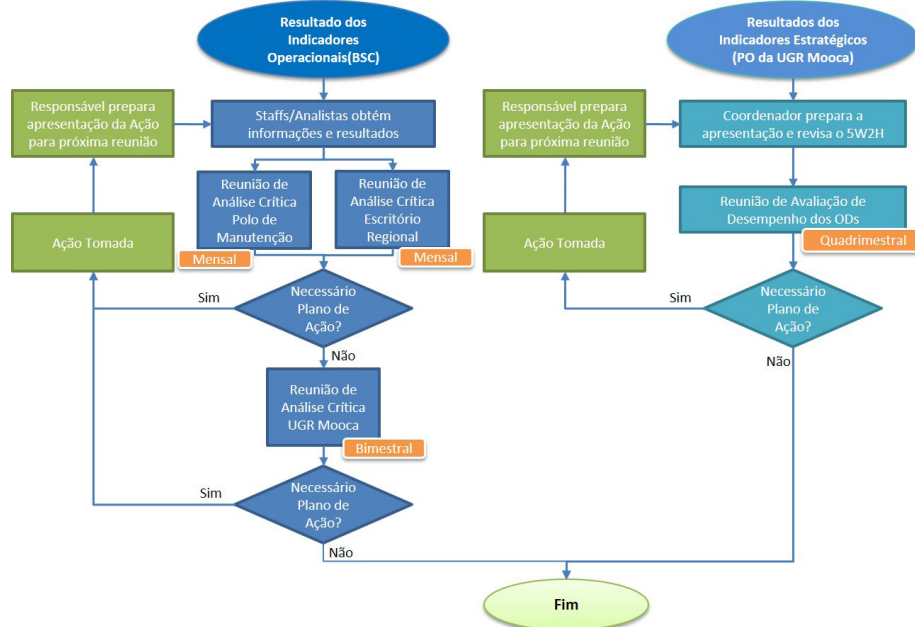 Resultado dos
Indicadores
Operacionais(BSC)
Responsável prepara
apresentação da Ação
para próxima reunião
Staffs/Analistas obtém
informações e resultados
Reunião de
Análise Crítica
Polo de
Manutenção
Mensal
Reunião de
Análise Crítica
Escritório
Regional
Mensal
Ação Tomada
Sim
Necessário
Plano de
Ação?
Não
Reunião de
Análise Crítica
UGR Mooca
Bimestral
Sim
Necessário
Plano de
Ação?
Não
Resultados dos
Indicadores Estratégicos
(PO da UGR Mooca)
Responsável prepara
apresentação da Ação
para próxima reunião
Coordenador prepara a
apresentação e revisa o 5W2H
Reunião de Avaliação de
Desempenho dos ODs
Quadrimestral
Ação Tomada
Sim
Necessário
Plano de
Ação?
Não
Fim